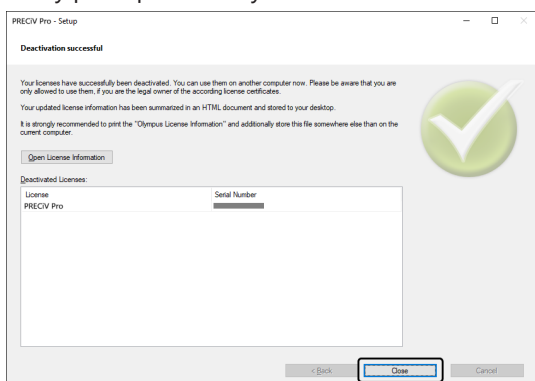 PRECiV Pro - Setup
Deactivation successful
Your licenses have successfully been deactivated. You can use them on another computer now. Please be aware that you are
only allowed to use them, if you are the legal owner of the according license certificates.
Your updated license information has been summarized in an HTML document and stored to your desktop.
It is strongly recommended to print the "Olympus License Information" and additionally store this file somewhere else than on the
current computer.
Open License Information
Deactivated Licenses:
License Serial Number
PRECiV Pro
< Back Close Cancel